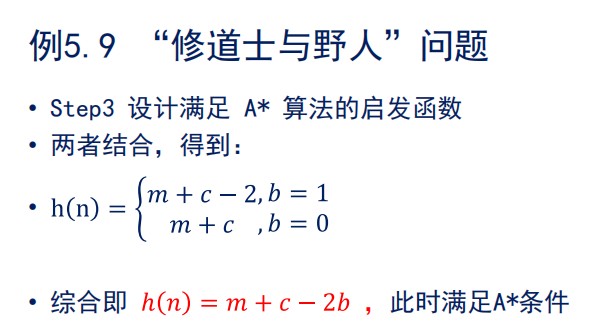 例5.9 “修道士与野人”问题
• Step3 设计满足 A* 算法的启发函数
• 两者结合，得到：
• h(n) = { m + c − 2, b = 1
m + c , b = 0
• 综合即 h(n) = m + c − 2b ，此时满足A*条件